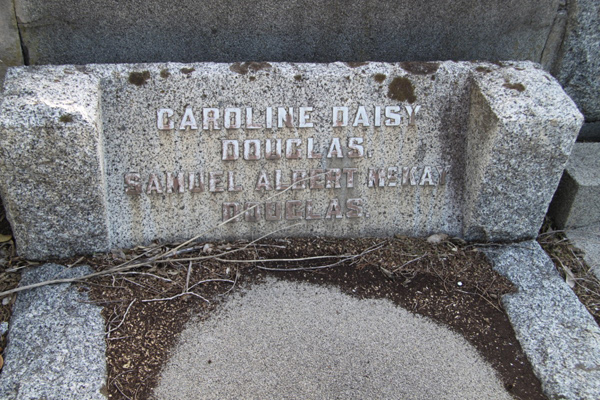 CAROLINE DAISY
DOUGLAS
SAMUEL ALBERT MCKAY
DOUGLAS